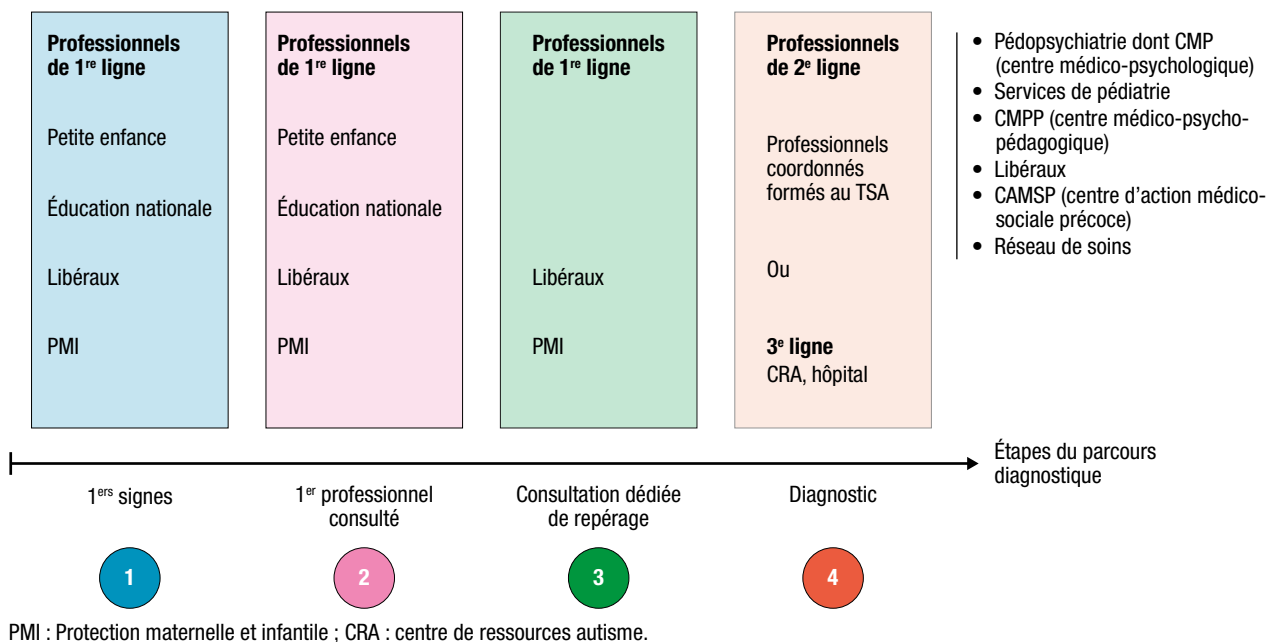 Professionnels
de 1re ligne
Petite enfance
Éducation nationale
Libéraux
PMI
Professionnels
de 1re ligne
Petite enfance
Éducation nationale
Libéraux
PMI
Professionnels
de 1re ligne
Libéraux
PMI
Professionnels
de 2e ligne
Professionnels
coordonnés
formés au TSA
Ou
3e ligne
CRA, hôpital
• Pédopsychiatrie dont CMP
(centre médico-psychologique)
• Services de pédiatrie
• CMPP (centre médico-psycho-
pédagogique)
• Libéraux
• CAMSP (centre d'action médico-
sociale précoce)
• Réseau de soins
Étapes du parcours
diagnostique
1ers signes
1er professionnel
consulté
Consultation dédiée
de repérage
Diagnostic
1
2
3
4
PMI : Protection maternelle et infantile ; CRA : centre de ressources autisme.